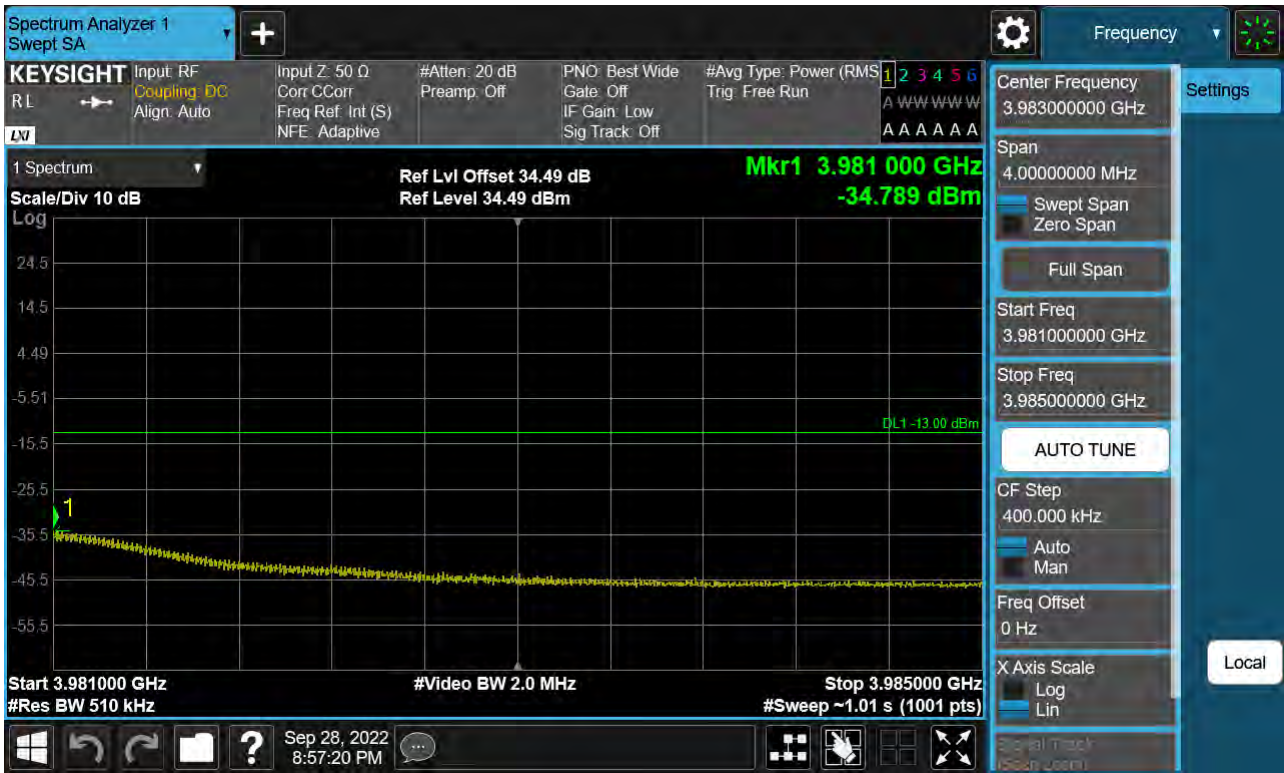 Spectrum Analyzer 1
Swept SA
Frequency
KEYSIGHT
RL
LXI
Input: RF
Coupling: DC
Align: Auto
Input Z: 50 Ω
Corr CCorr
Freq Ref: Int (S)
NFE: Adaptive
#Atten: 20 dB
Preamp: Off
PNO: Best Wide
Gate: Off
IF Gain: Low
Sig Track: Off
#Avg Type: Power (RMS
Trig: Free Run
1 2 3 4 5 6
A W W W W W
A A A A A A
1 Spectrum
Scale/Div 10 dB
Log
Ref Lvl Offset 34.49 dB
Ref Level 34.49 dBm
Mkr1 3.981 000 GHz
-34.789 dBm
24.5
14.5
4.49
-5.51
DL1 -13.00 dBm
-15.5
-25.5
1
-35.5
-45.5
-55.5
Start 3.981000 GHz
#Video BW 2.0 MHz
Stop 3.985000 GHz
#Res BW 510 kHz
#Sweep ~1.01 s (1001 pts)
Center Frequency
3.983000000 GHz
Settings
Span
4.00000000 MHz
Swept Span
Zero Span
Full Span
Start Freq
3.981000000 GHz
Stop Freq
3.985000000 GHz
AUTO TUNE
CF Step
400.000 kHz
Auto
Man
Freq Offset
0 Hz
X Axis Scale
Log
Lin
Local
Signal Track
(Span Zoom)
?
Sep 28, 2022
8:57:20 PM